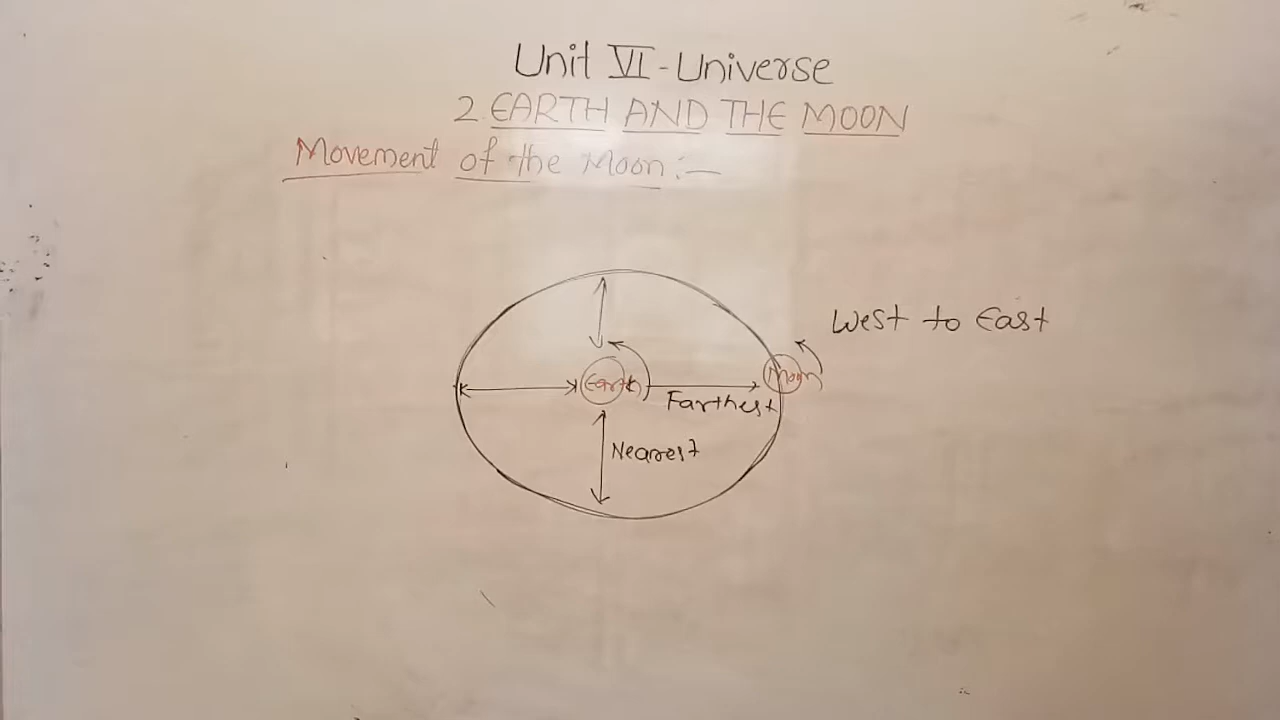 Unit VI - Universe
2. EARTH AND THE MOON
Movement of the Moon :-
West to East
Earth
Moon
Farthest
Nearest